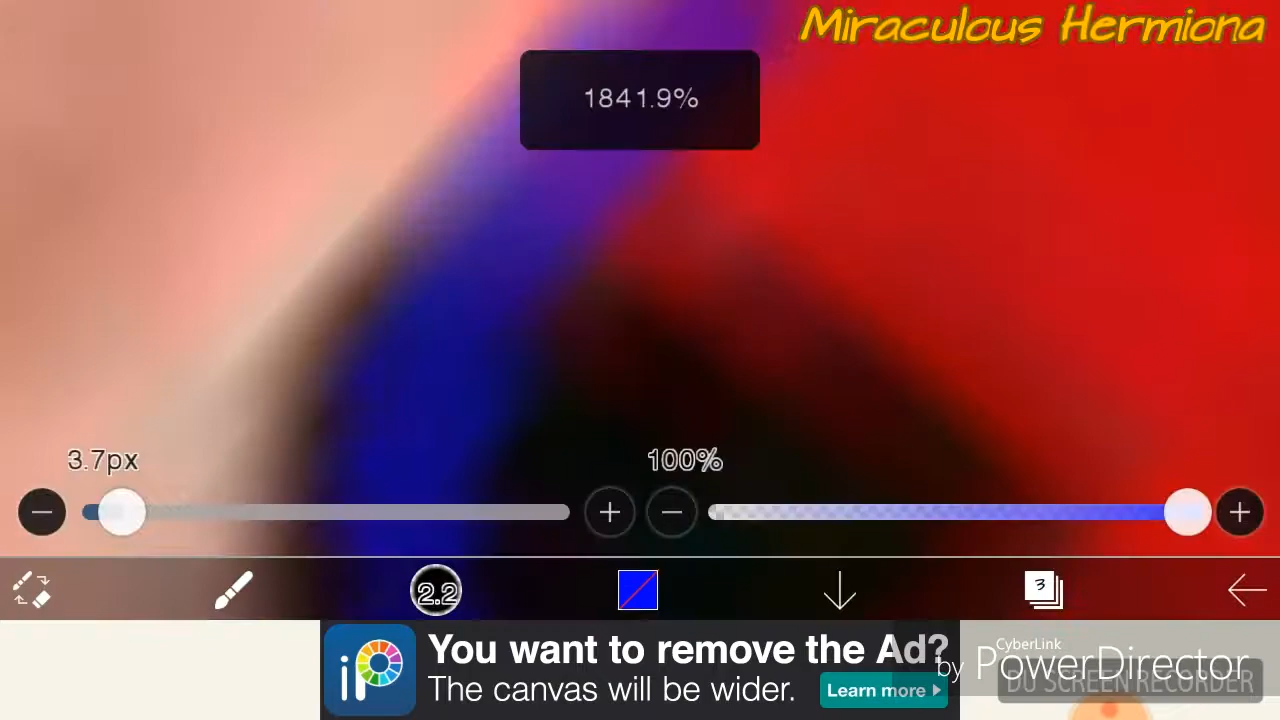 Miraculous Hermiona
1841.9%
3.7px
100%
2.2
3
iP
You want to remove the Ad?
The canvas will be wider.
Learn more
CyberLink
by PowerDirector
DU SCREEN RECORDER